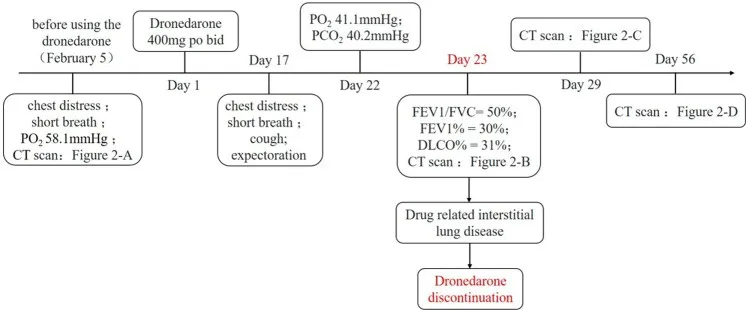 before using the
dronedarone
（February 5）
chest distress；
short breath；
PO2 58.1mmHg；
CT scan：Figure 2-A
Dronedarone
400mg po bid
Day 1
Day 17
chest distress；
short breath；
cough;
expectoration
PO2 41.1mmHg；
PCO2 40.2mmHg
Day 22
Day 23
FEV1/FVC= 50%；
FEV1% = 30%；
DLCO% = 31%；
CT scan：Figure 2-B
Drug related interstitial
lung disease
Dronedarone
discontinuation
CT scan：Figure 2-C
Day 29
Day 56
CT scan：Figure 2-D